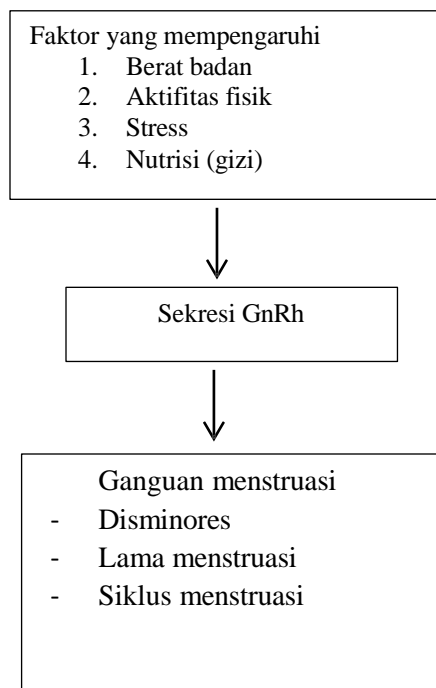 Faktor yang mempengaruhi
1. Berat badan
2. Aktifitas fisik
3. Stress
4. Nutrisi (gizi)
Sekresi GnRh
Ganguan menstruasi
- Disminores
- Lama menstruasi
- Siklus menstruasi